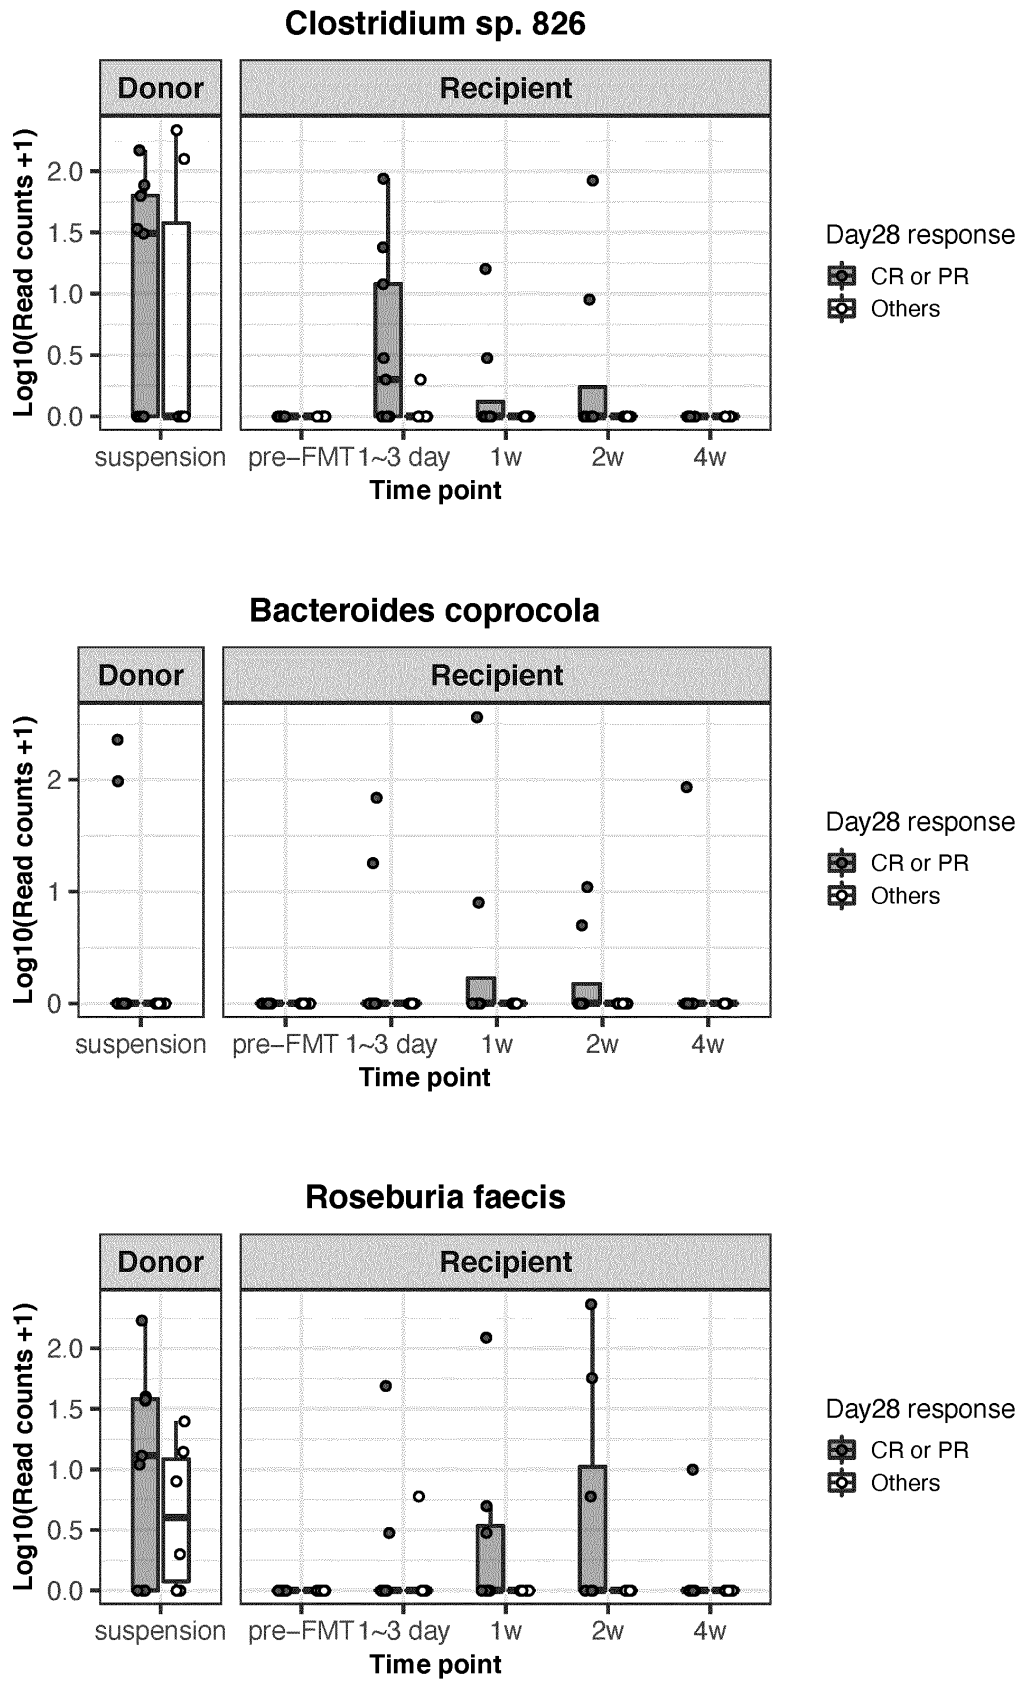 Clostridium sp. 826
Donor
Recipient
Log10(Read counts +1)
2.0
1.5
1.0
0.5
0.0
suspension
pre−FMT
1~3 day
1w
2w
4w
Time point
Day28 response
CR or PR
Others
Bacteroides coprocola
Donor
Recipient
Log10(Read counts +1)
2
1
0
suspension
pre−FMT
1~3 day
1w
2w
4w
Time point
Day28 response
CR or PR
Others
Roseburia faecis
Donor
Recipient
Log10(Read counts +1)
2.0
1.5
1.0
0.5
0.0
suspension
pre−FMT
1~3 day
1w
2w
4w
Time point
Day28 response
CR or PR
Others